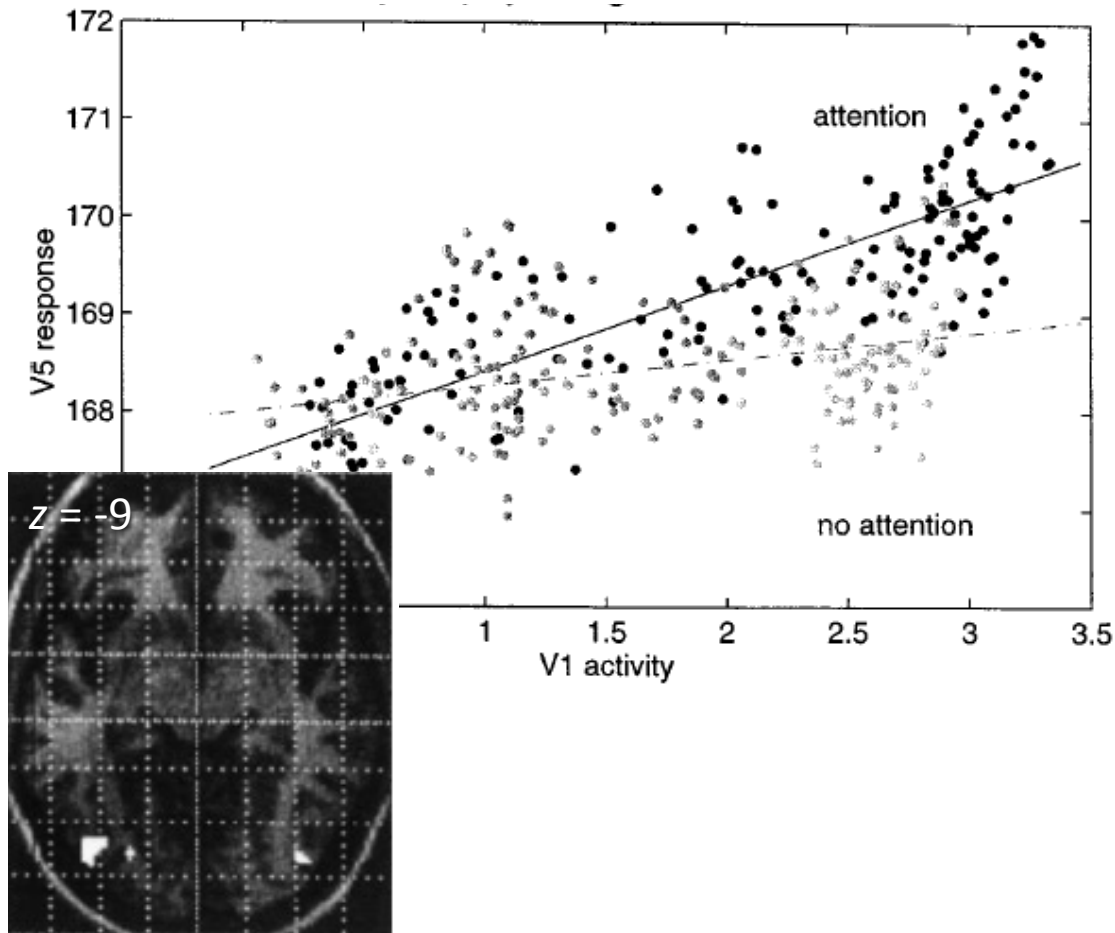 172
171
170
169
168
V5 response
attention
no attention
z = -9
1
1.5
2
2.5
3
3.5
V1 activity